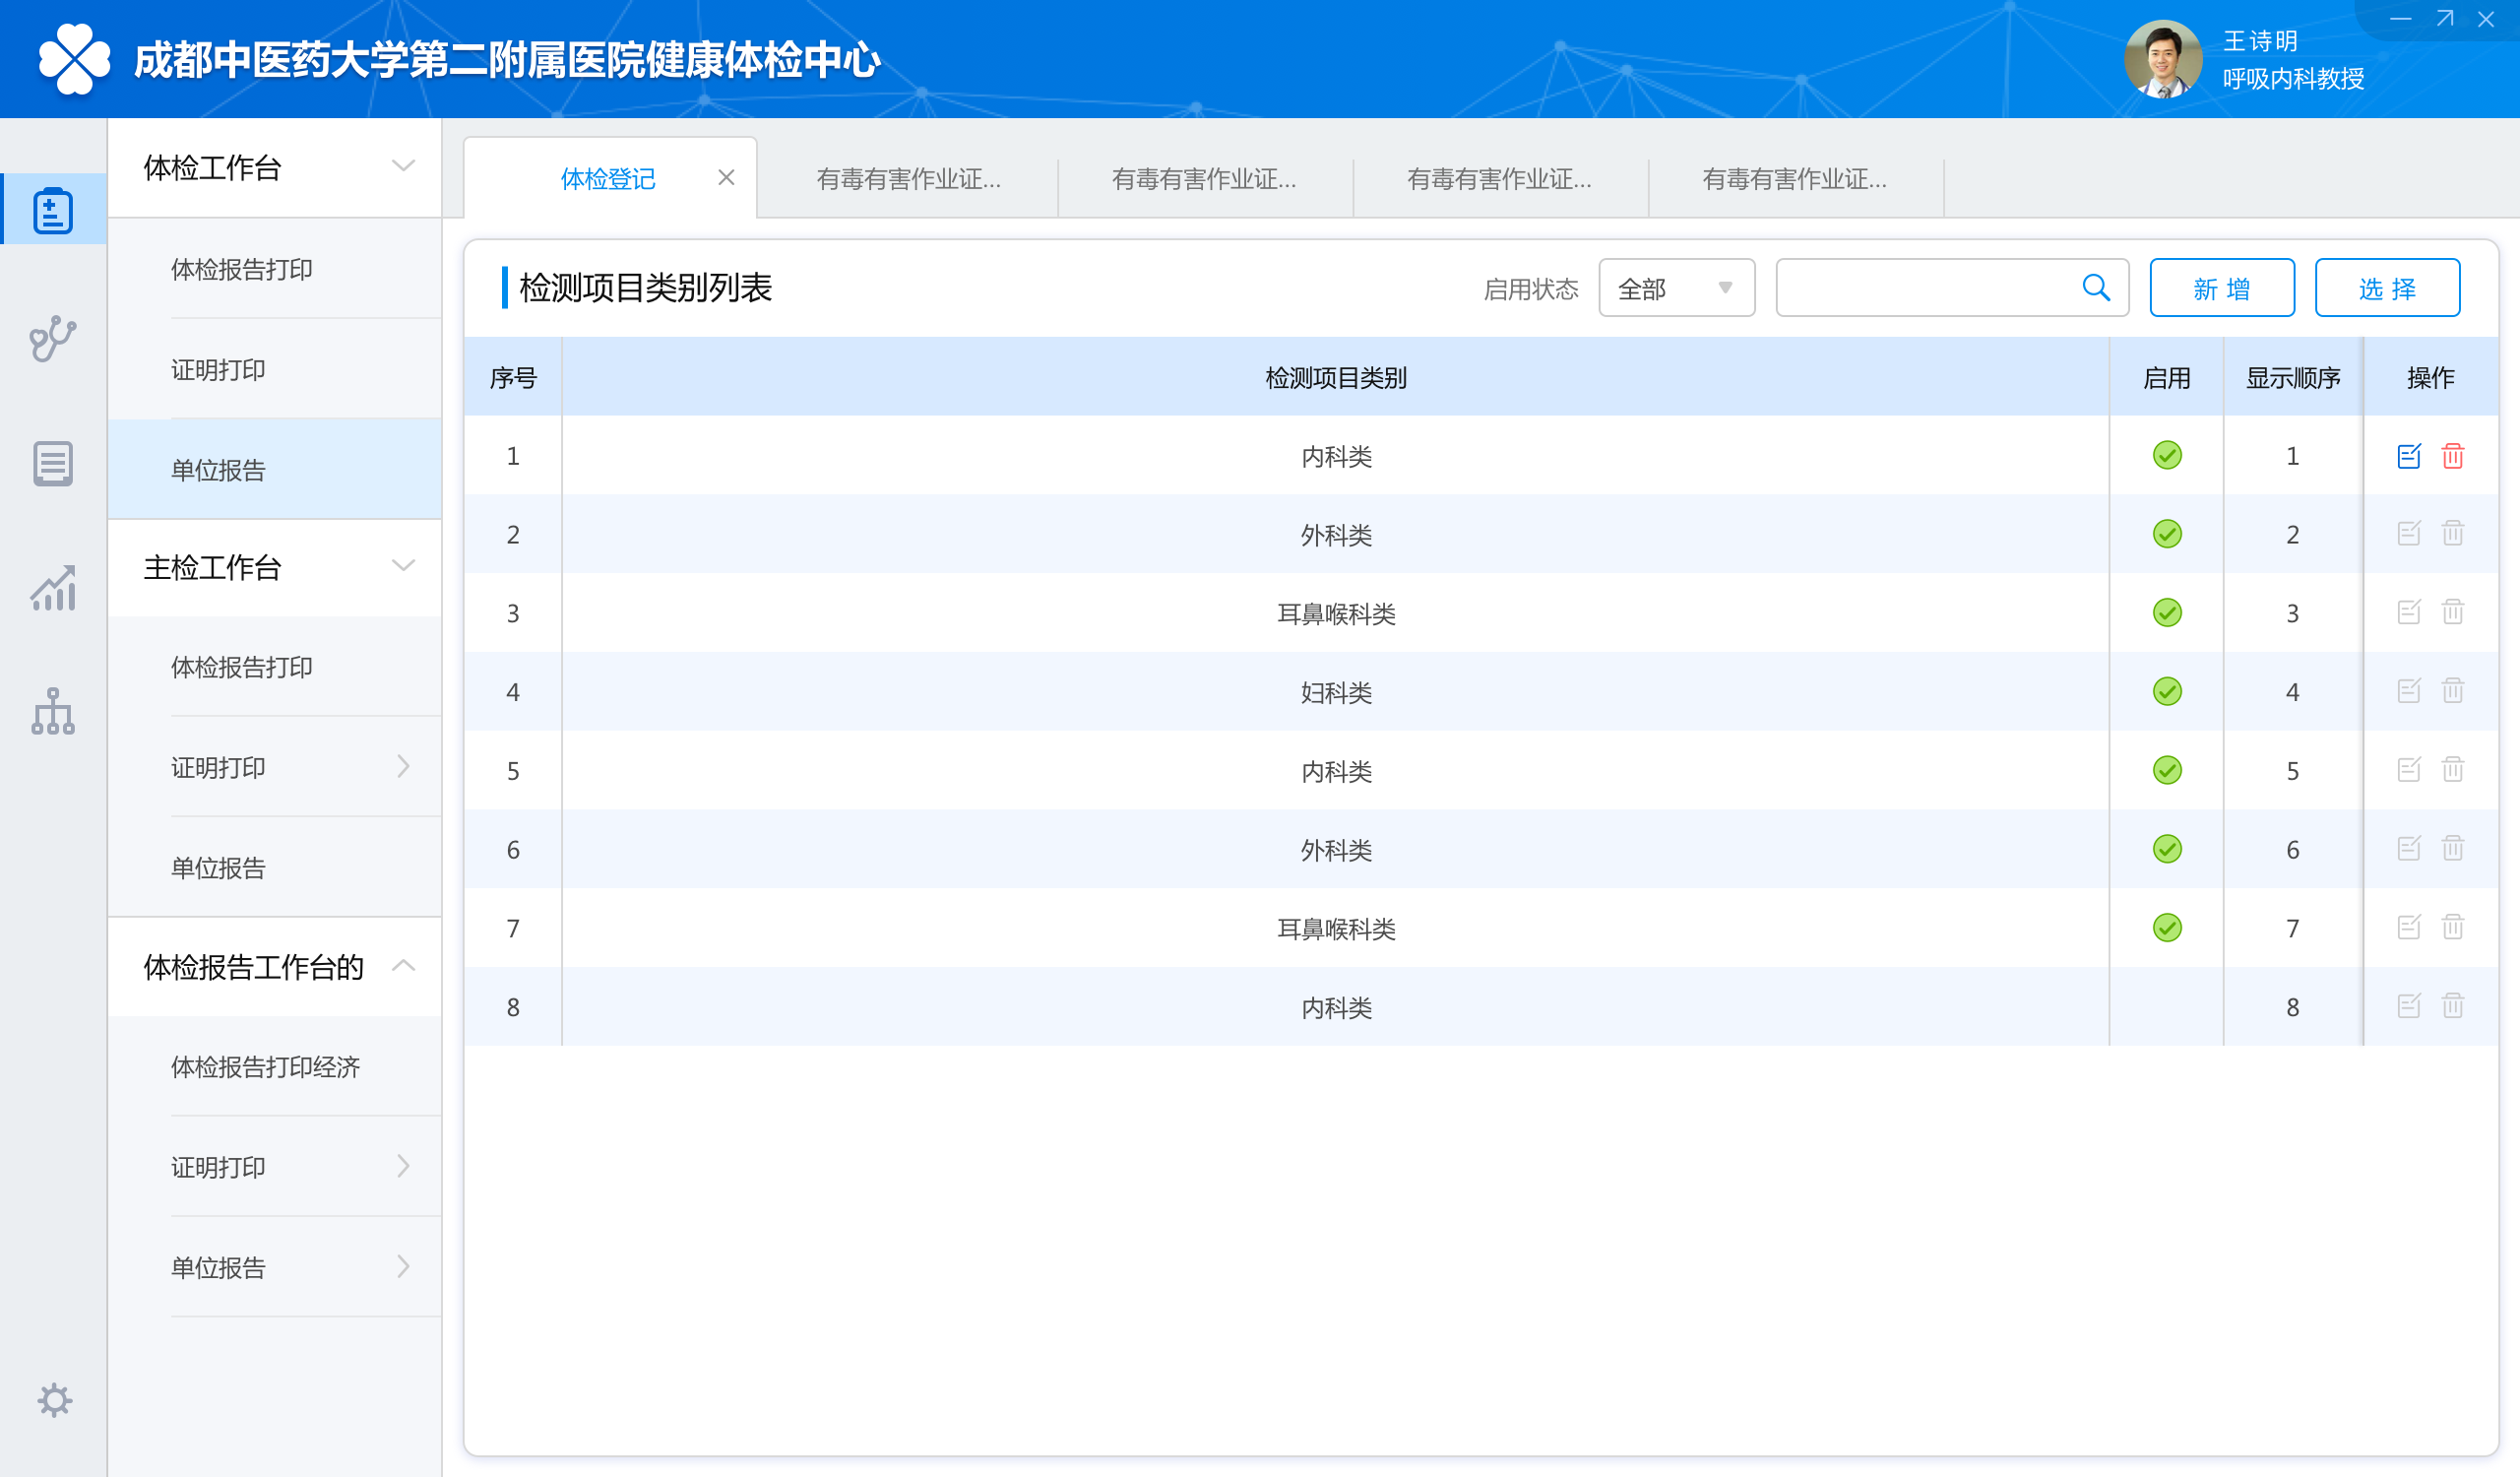 成都中医药大学第二附属医院健康体检中心
王诗明
呼吸内科教授
体检工作台
体检报告打印
证明打印
单位报告
主检工作台
体检报告打印
证明打印
单位报告
体检报告工作台的
体检报告打印经济
证明打印
单位报告
体检登记 有毒有害作业证... 有毒有害作业证... 有毒有害作业证... 有毒有害作业证...
检测项目类别列表 启用状态 全部 新 增 选 择
序号 检测项目类别 启用 显示顺序 操作
1 内科类 1
2 外科类 2
3 耳鼻喉科类 3
4 妇科类 4
5 内科类 5
6 外科类 6
7 耳鼻喉科类 7
8 内科类 8